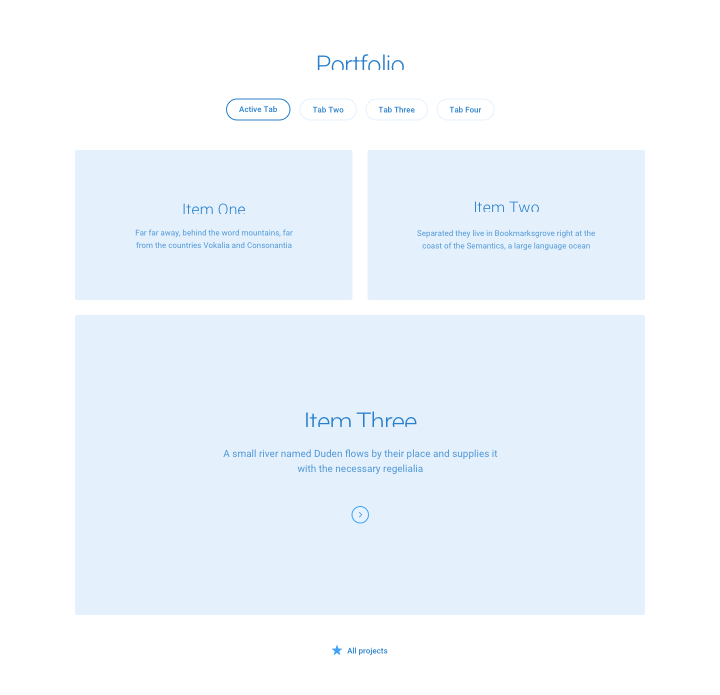 Portfolio
Active Tab
Tab Two
Tab Three
Tab Four
Item One
Far far away, behind the word mountains, far
from the countries Vokalia and Consonantia
Item Two
Separated they live in Bookmarksgrove right at the
coast of the Semantics, a large language ocean
Item Three
A small river named Duden flows by their place and supplies it
with the necessary regelialia
All projects